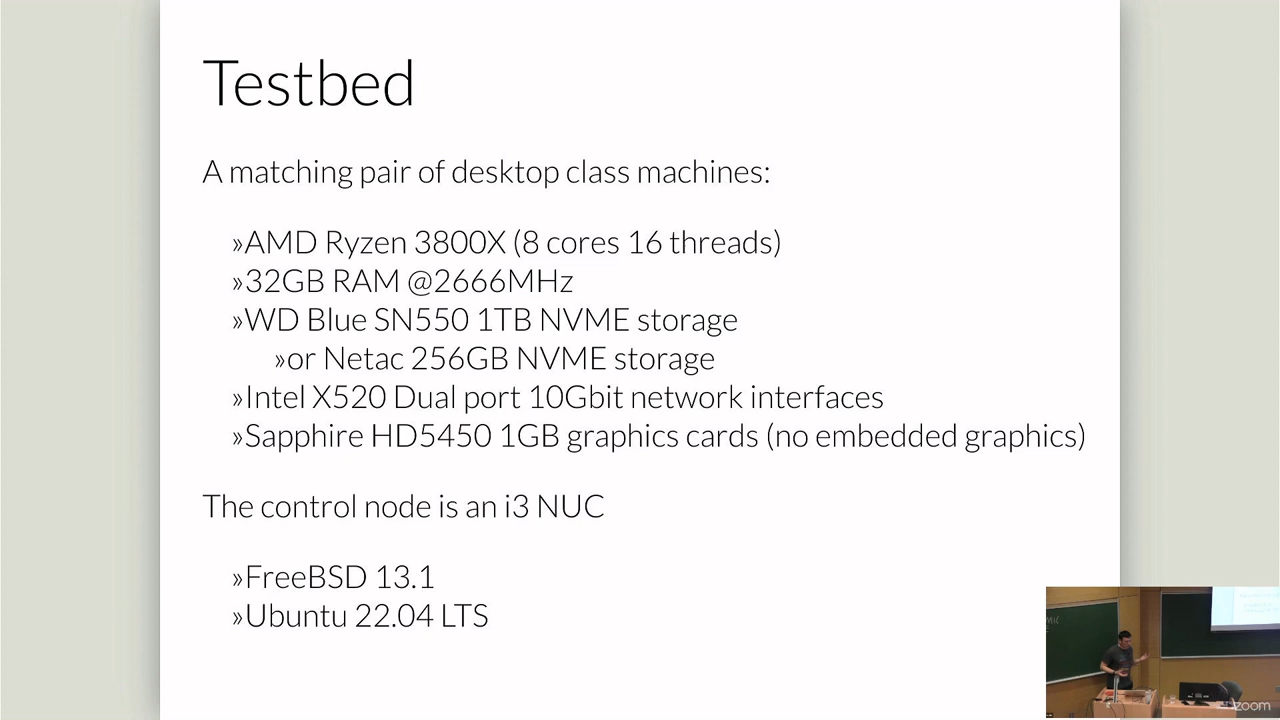 Testbed
A matching pair of desktop class machines:
»AMD Ryzen 3800X (8 cores 16 threads)
»32GB RAM @2666MHz
»WD Blue SN550 1TB NVME storage
»or Netac 256GB NVME storage
»Intel X520 Dual port 10Gbit network interfaces
»Sapphire HD5450 1GB graphics cards (no embedded graphics)
The control node is an i3 NUC
»FreeBSD 13.1
»Ubuntu 22.04 LTS
zoom